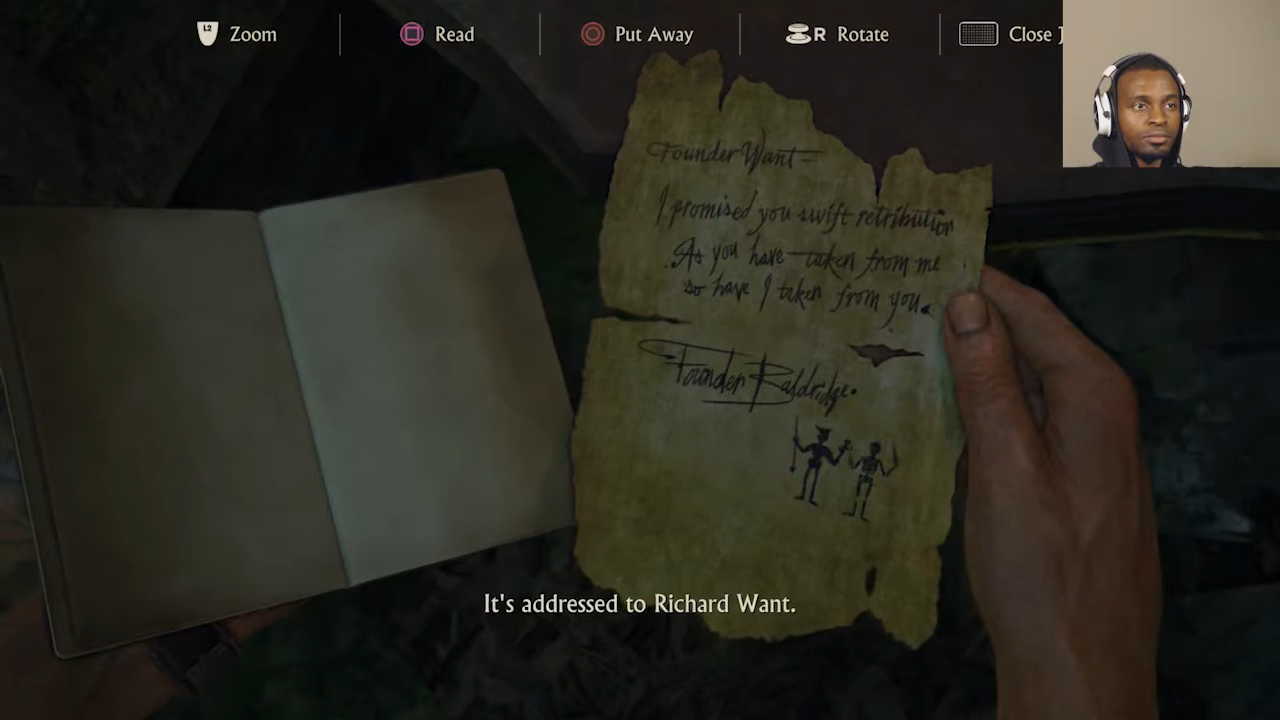 Zoom
Read
Put Away
R Rotate
Close J
L2
Founder Want-
I promised you swift retribution
As you have taken from me
so have I taken from you.
Founder Baldridge.
It's addressed to Richard Want.